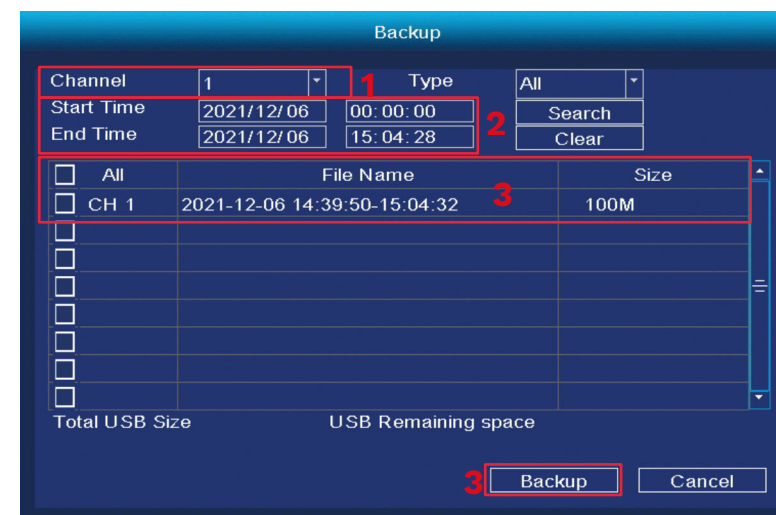 Backup
Channel 1 1 Type All
Start Time 2021/12/06 00:00:00 2 Search
End Time 2021/12/06 15:04:28 Clear
All File Name Size
CH 1 2021-12-06 14:39:50-15:04:32 3 100M
Total USB Size USB Remaining space
3 Backup Cancel